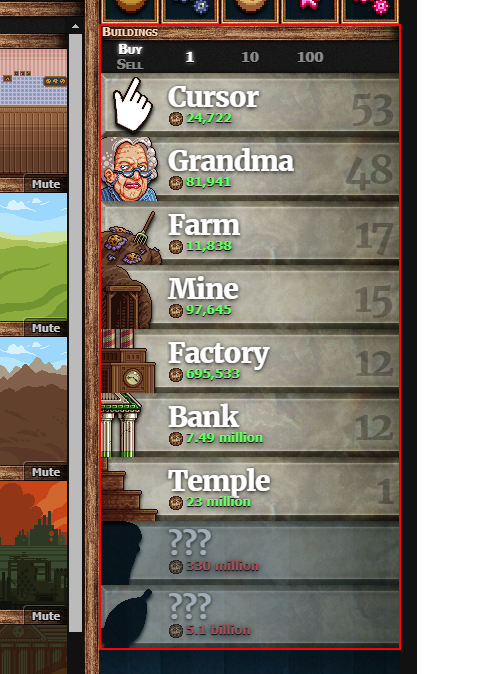 Buildings
Buy
Sell
1
10
100
Cursor
24,722
53
Mute
Grandma
81,941
48
Farm
11,838
17
Mute
Mine
97,645
15
Factory
695,533
12
Bank
7.49 million
12
Mute
Temple
23 million
1
???
330 million
???
5.1 billion
Mute